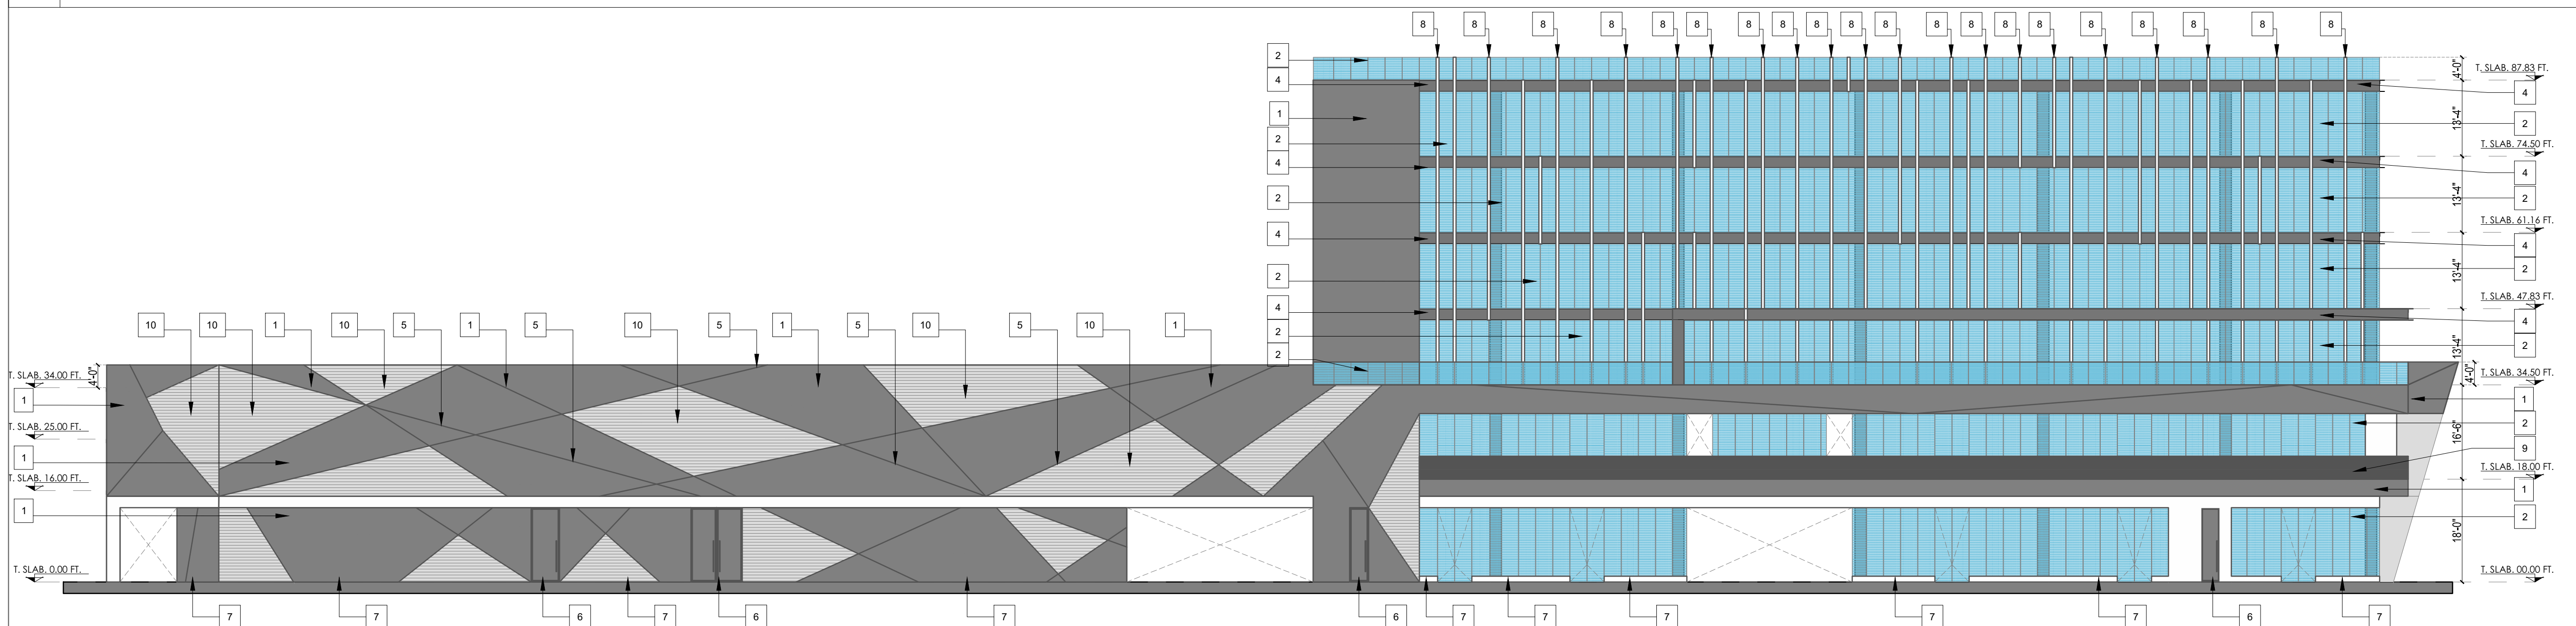 8 8 8 8 8 8 8 8 8 8 8 8 8 8 8 8 8 8 8 8
2
4
1
2
4
2
4
2
4
2
2
4'-0"
T. SLAB. 87.83 FT.
4
13'-4"
2
T. SLAB. 74.50 FT.
4
13'-4"
2
T. SLAB. 61.16 FT.
4
13'-4"
2
T. SLAB. 47.83 FT.
4
13'-4"
2
T. SLAB. 34.50 FT.
4'-0"
1
2
16'-6"
9
T. SLAB. 18.00 FT.
1
2
18'-0"
T. SLAB. 00.00 FT.
10 10 1 10 5 1 5 10 5 1 5 10 5 10 1
T. SLAB. 34.00 FT.
4'-0"
1
T. SLAB. 25.00 FT.
1
T. SLAB. 16.00 FT.
1
T. SLAB. 0.00 FT.
7 7 6 7 6 7 6 7 7 7 7 7 6 7